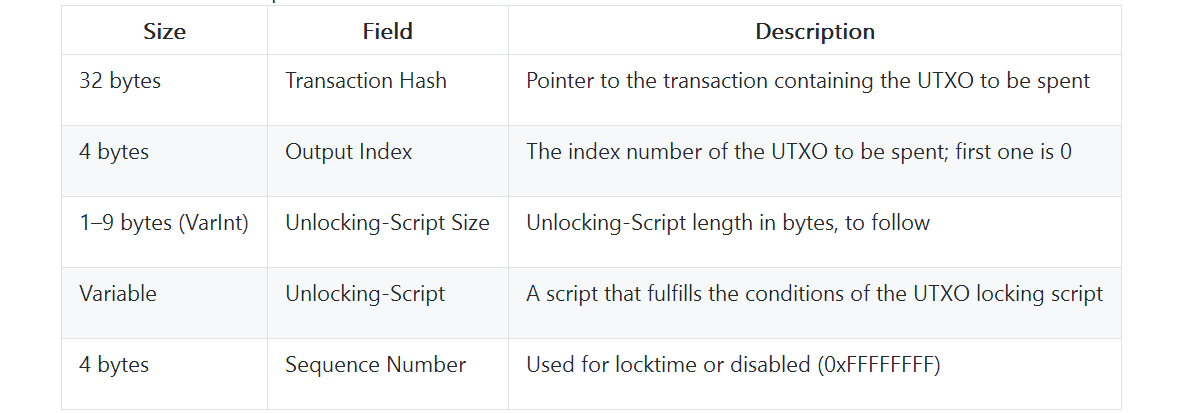 Size Field Description
32 bytes Transaction Hash Pointer to the transaction containing the UTXO to be spent
4 bytes Output Index The index number of the UTXO to be spent; first one is 0
1–9 bytes (VarInt) Unlocking-Script Size Unlocking-Script length in bytes, to follow
Variable Unlocking-Script A script that fulfills the conditions of the UTXO locking script
4 bytes Sequence Number Used for locktime or disabled (0xFFFFFFFF)